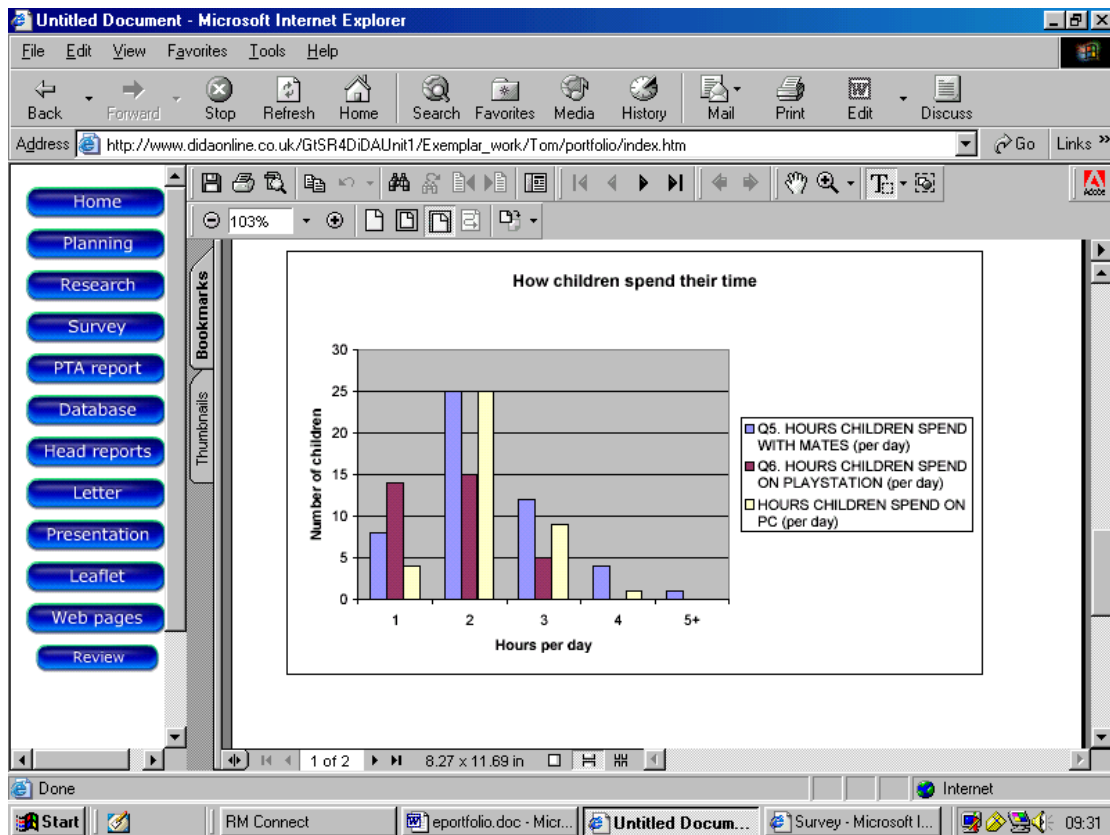 Untitled Document - Microsoft Internet Explorer
File Edit View Favorites Tools Help
Back Forward Stop Refresh Home Search Favorites Media History Mail Print Edit Discuss
Address http://www.didaonline.co.uk/GtSR4DiDAUnit1/Exemplar_work/Tom/portfolio/index.htm Go Links »
Home
Planning
Research
Survey
PTA report
Database
Head reports
Letter
Presentation
Leaflet
Web pages
Review
Adobe
103%
Bookmarks
Thumbnails
How children spend their time
Number of children
30
25
20
15
10
5
0
1 2 3 4 5+
Hours per day
Q5. HOURS CHILDREN SPEND
WITH MATES (per day)
Q6. HOURS CHILDREN SPEND
ON PLAYSTATION (per day)
HOURS CHILDREN SPEND ON
PC (per day)
1 of 2 8.27 x 11.69 in
Done Internet
Start RM Connect eportfolio.doc - Micr... Untitled Docum... Survey - Microsoft I... 09:31